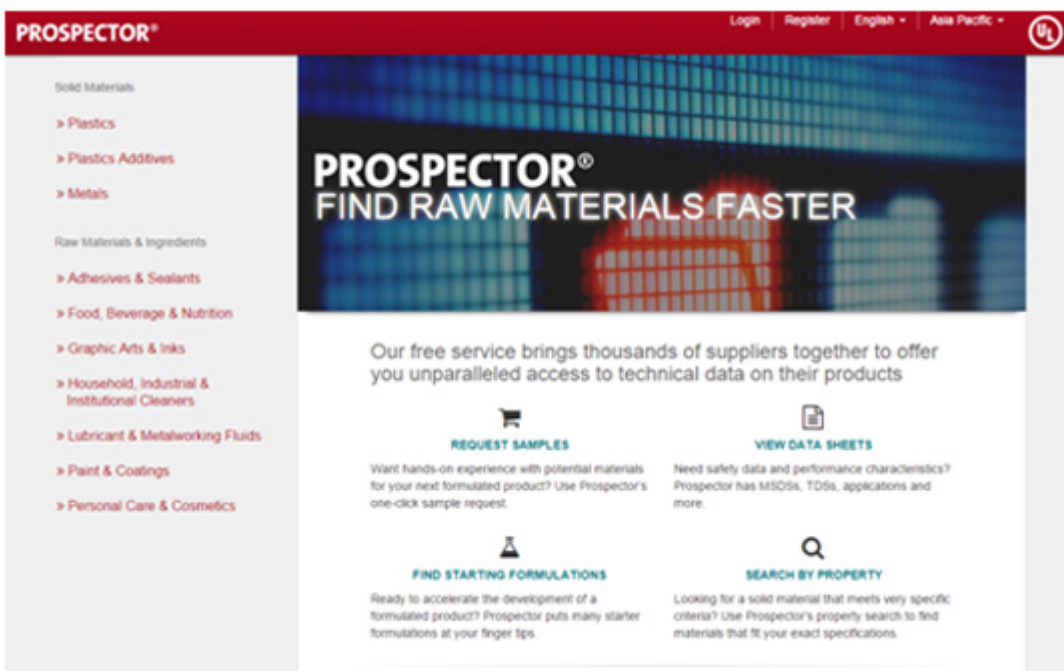 PROSPECTOR®
Login
Register
English
Asia Pacific
UL
Solid Materials
» Plastics
» Plastics Additives
» Metals
Raw Materials & Ingredients
» Adhesives & Sealants
» Food, Beverage & Nutrition
» Graphic Arts & Inks
» Household, Industrial &
Institutional Cleaners
» Lubricant & Metalworking Fluids
» Paint & Coatings
» Personal Care & Cosmetics
PROSPECTOR®
FIND RAW MATERIALS FASTER
Our free service brings thousands of suppliers together to offer
you unparalleled access to technical data on their products
REQUEST SAMPLES
Want hands-on experience with potential materials
for your next formulated product? Use Prospector's
one-click sample request.
VIEW DATA SHEETS
Need safety data and performance characteristics?
Prospector has MSDSs, TDSs, applications and
more.
FIND STARTING FORMULATIONS
Ready to accelerate the development of a
formulated product? Prospector puts many starter
formulations at your finger tips.
SEARCH BY PROPERTY
Looking for a solid material that meets very specific
criteria? Use Prospector's property search to find
materials that fit your exact specifications.